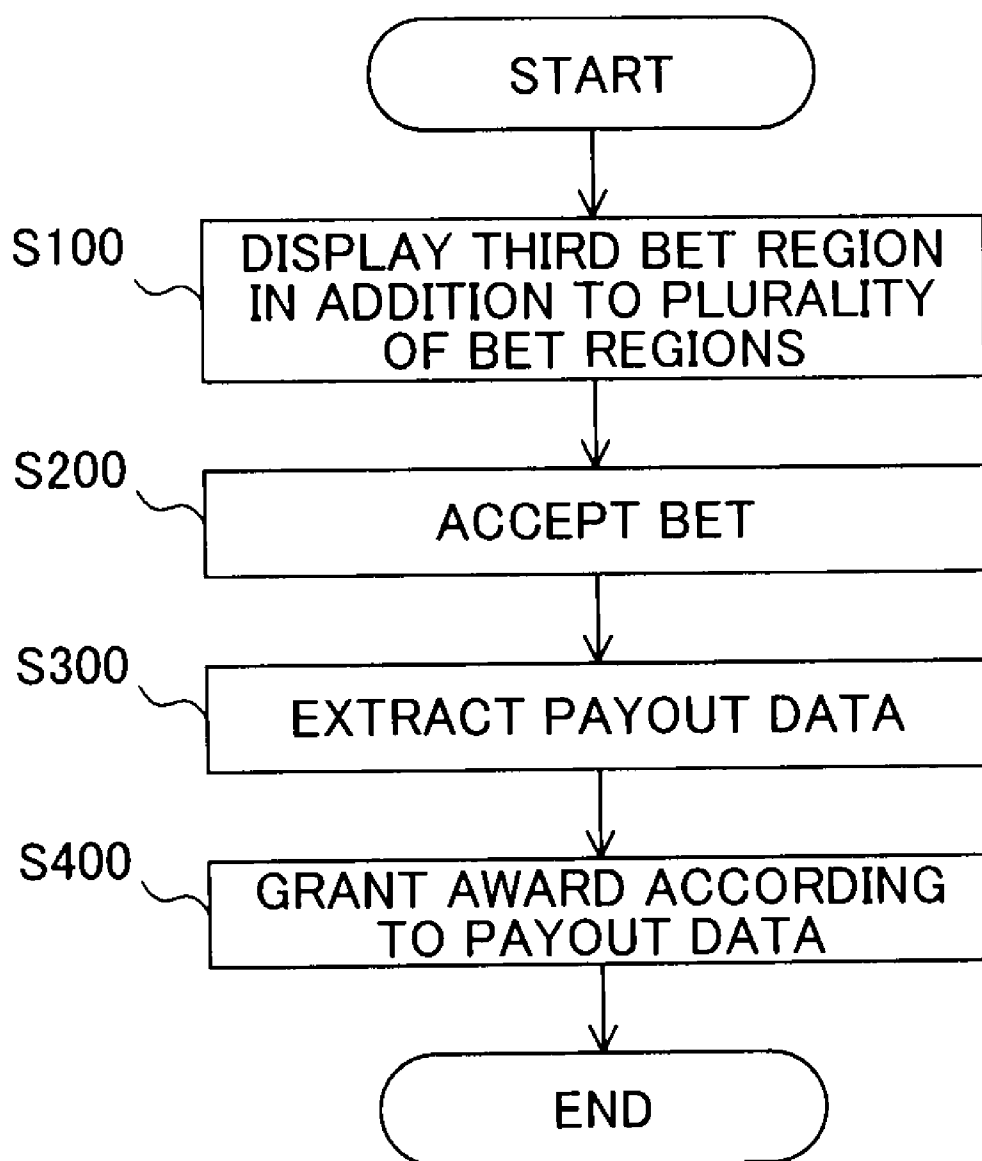 START
S100
DISPLAY THIRD BET REGION
IN ADDITION TO PLURALITY
OF BET REGIONS
S200
ACCEPT BET
S300
EXTRACT PAYOUT DATA
S400
GRANT AWARD ACCORDING
TO PAYOUT DATA
END